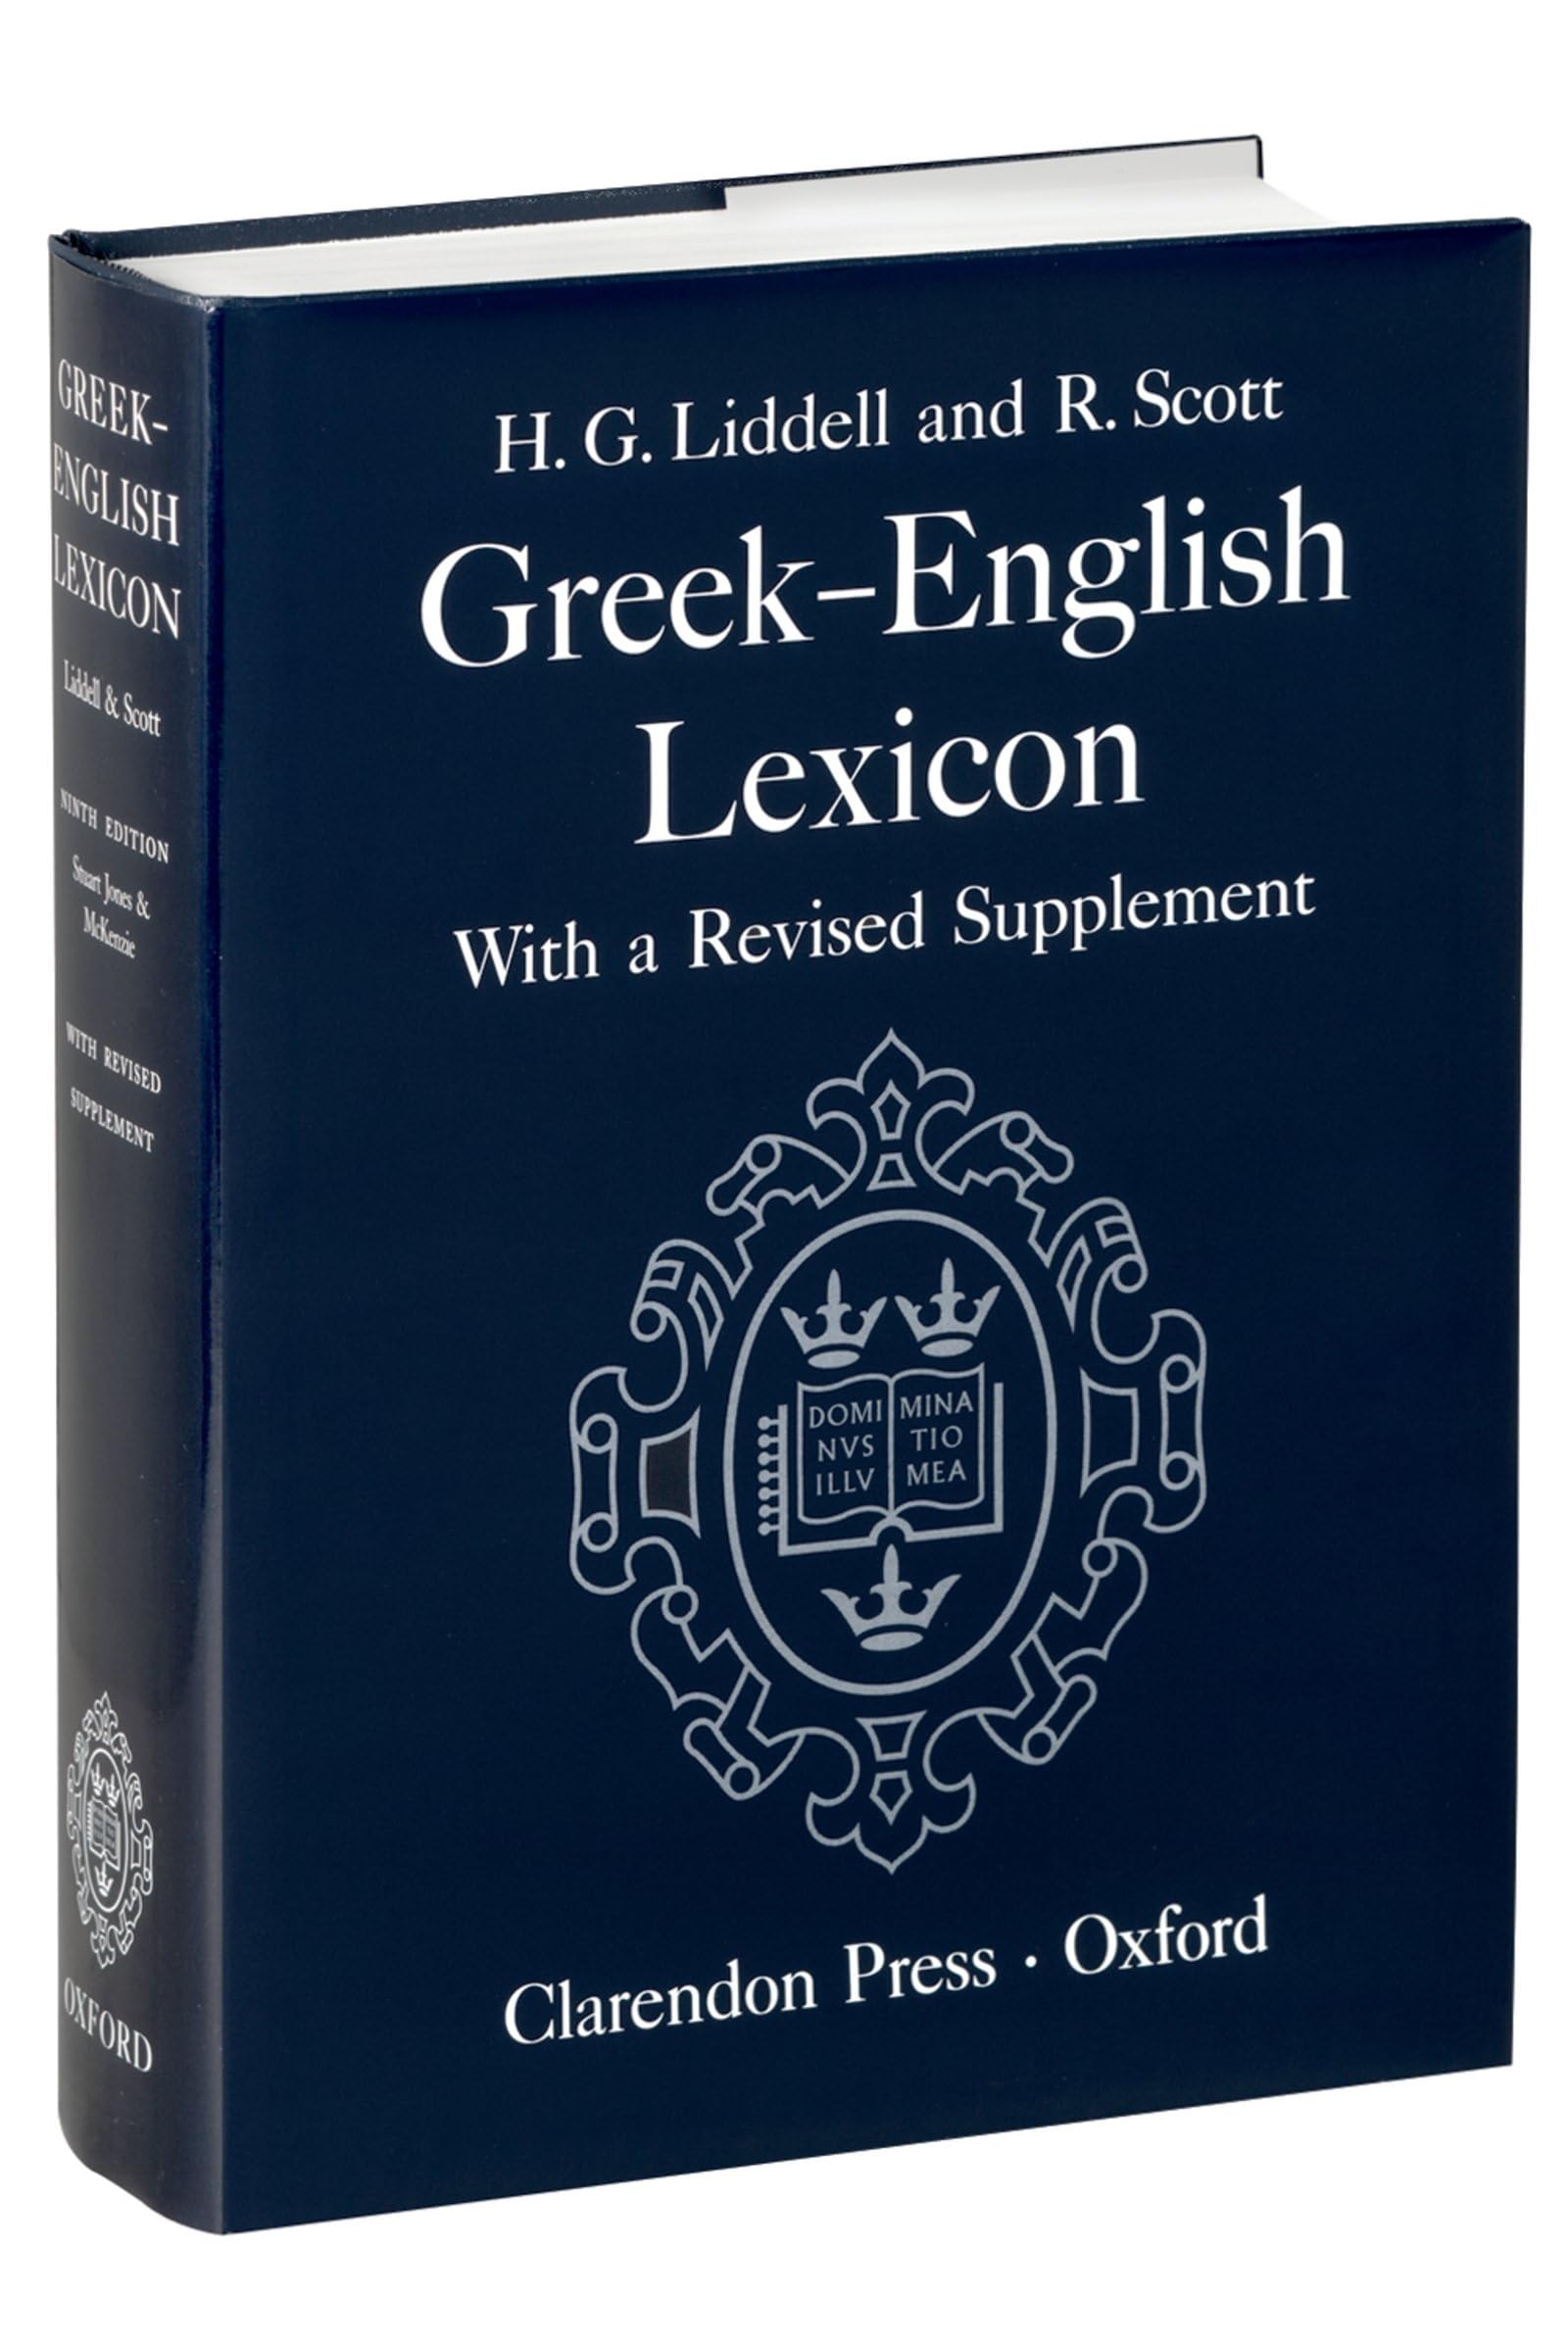 GREEK-
ENGLISH
LEXICON
Liddell & Scott
NINTH EDITION
Stuart Jones &
McKenzie
WITH REVISED
SUPPLEMENT
OXFORD
H. G. Liddell and R. Scott
Greek-English
Lexicon
With a Revised Supplement
DOMI MINA
NVS TIO
ILLV MEA
Clarendon Press · Oxford